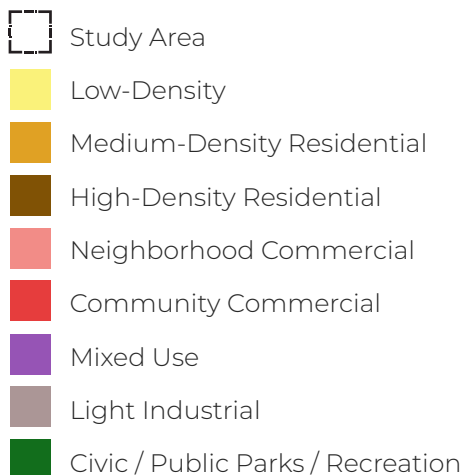 Study Area
Low-Density
Medium-Density Residential
High-Density Residential
Neighborhood Commercial
Community Commercial
Mixed Use
Light Industrial
Civic / Public Parks / Recreation